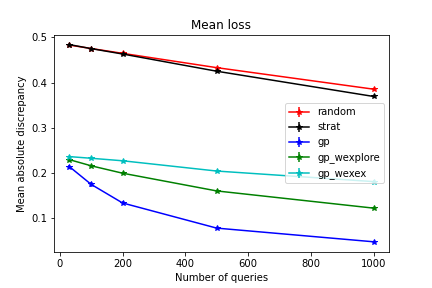 Mean loss
0.5
0.4
0.3
0.2
0.1
Mean absolute discrepancy
random
strat
gp
gp_wexplore
gp_wexex
0 200 400 600 800 1000
Number of queries